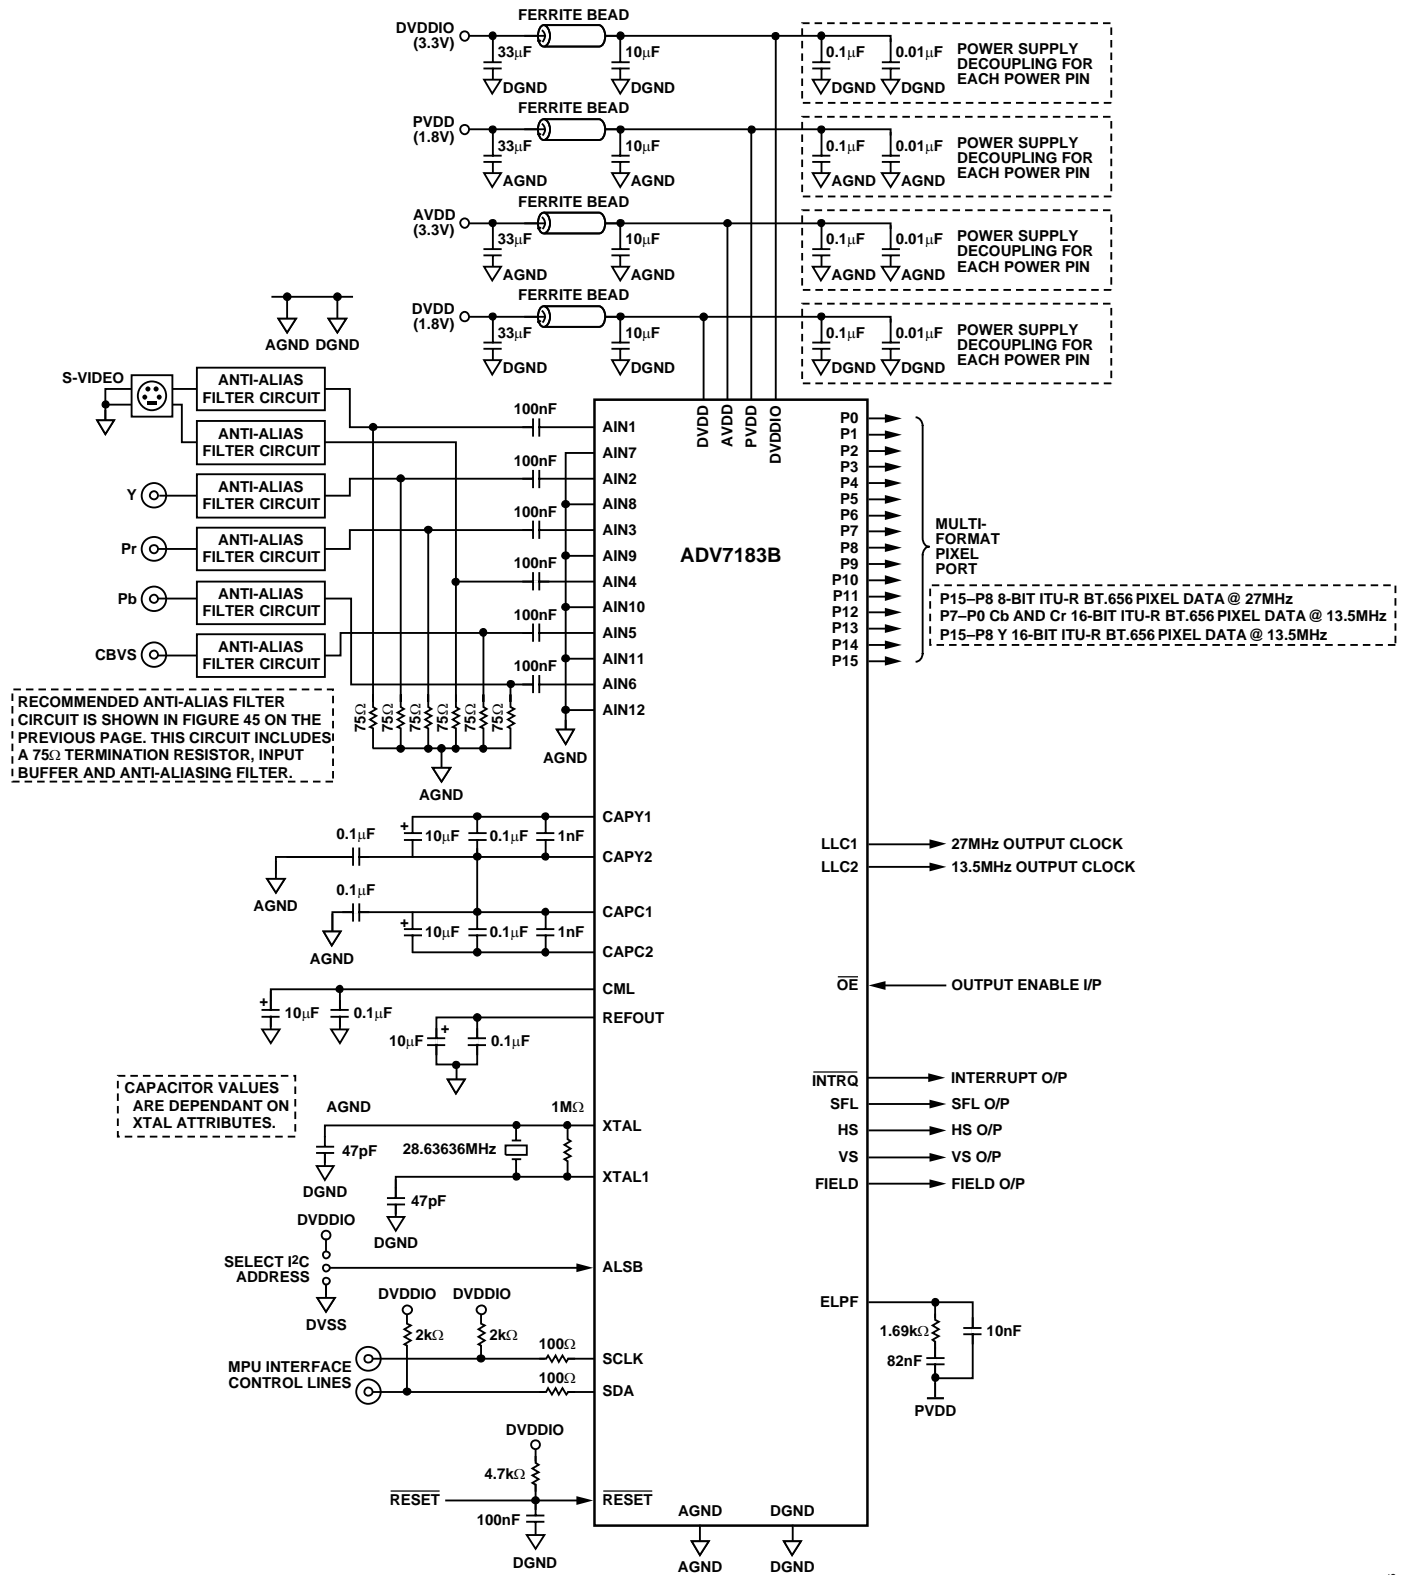 FERRITE BEAD
DVDDIO
(3.3V)
33µF
10µF
0.1µF
0.01µF
POWER SUPPLY
DECOUPLING FOR
EACH POWER PIN
DGND
DGND
DGND
DGND
FERRITE BEAD
PVDD
(1.8V)
33µF
10µF
0.1µF
0.01µF
POWER SUPPLY
DECOUPLING FOR
EACH POWER PIN
AGND
AGND
AGND
AGND
FERRITE BEAD
AVDD
(3.3V)
33µF
10µF
0.1µF
0.01µF
POWER SUPPLY
DECOUPLING FOR
EACH POWER PIN
AGND
AGND
AGND
AGND
FERRITE BEAD
DVDD
(1.8V)
33µF
10µF
0.1µF
0.01µF
POWER SUPPLY
DECOUPLING FOR
EACH POWER PIN
DGND
DGND
DGND
DGND
AGND
DGND
S-VIDEO
ANTI-ALIAS
FILTER CIRCUIT
ANTI-ALIAS
FILTER CIRCUIT
Y
ANTI-ALIAS
FILTER CIRCUIT
Pr
ANTI-ALIAS
FILTER CIRCUIT
Pb
ANTI-ALIAS
FILTER CIRCUIT
CBVS
ANTI-ALIAS
FILTER CIRCUIT
RECOMMENDED ANTI-ALIAS FILTER
CIRCUIT IS SHOWN IN FIGURE 45 ON THE
PREVIOUS PAGE. THIS CIRCUIT INCLUDES
A 75Ω TERMINATION RESISTOR, INPUT
BUFFER AND ANTI-ALIASING FILTER.
100nF
100nF
100nF
100nF
100nF
100nF
75Ω
75Ω
75Ω
75Ω
75Ω
75Ω
AGND
AGND
DVDD
AVDD
PVDD
DVDDIO
AIN1
AIN7
AIN2
AIN8
AIN3
AIN9
AIN4
AIN10
AIN5
AIN11
AIN6
AIN12
ADV7183B
P0
P1
P2
P3
P4
P5
P6
P7
P8
P9
P10
P11
P12
P13
P14
P15
MULTI-
FORMAT
PIXEL
PORT
P15–P8 8-BIT ITU-R BT.656 PIXEL DATA @ 27MHz
P7–P0 Cb AND Cr 16-BIT ITU-R BT.656 PIXEL DATA @ 13.5MHz
P15–P8 Y 16-BIT ITU-R BT.656 PIXEL DATA @ 13.5MHz
CAPY1
0.1µF
+
10µF
0.1µF
1nF
CAPY2
AGND
0.1µF
CAPC1
+
10µF
0.1µF
1nF
AGND
CAPC2
CML
+
10µF
0.1µF
REFOUT
10µF
+
0.1µF
LLC1
27MHz OUTPUT CLOCK
LLC2
13.5MHz OUTPUT CLOCK
OE
OUTPUT ENABLE I/P
INTRQ
INTERRUPT O/P
SFL
SFL O/P
HS
HS O/P
VS
VS O/P
FIELD
FIELD O/P
CAPACITOR VALUES
ARE DEPENDANT ON
XTAL ATTRIBUTES.
AGND
1MΩ
XTAL
47pF
28.63636MHz
DGND
XTAL1
47pF
DGND
DVDDIO
SELECT I²C
ADDRESS
ALSB
DVSS
DVDDIO
DVDDIO
2kΩ
2kΩ
100Ω
SCLK
MPU INTERFACE
CONTROL LINES
100Ω
SDA
ELPF
1.69kΩ
10nF
82nF
PVDD
DVDDIO
4.7kΩ
RESET
RESET
100nF
DGND
AGND
DGND
AGND
DGND